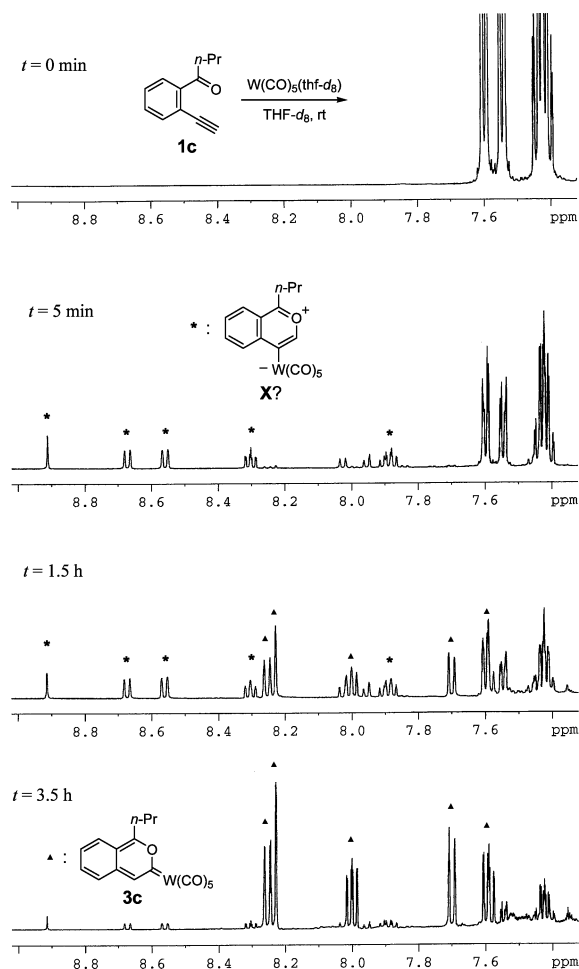 t = 0 min
n-Pr
O
1c
W(CO)5(thf-d8)
THF-d8, rt
8.8 8.6 8.4 8.2 8.0 7.8 7.6 ppm
t = 5 min
* :
n-Pr
O+
– W(CO)5
X?
* * * * *
8.8 8.6 8.4 8.2 8.0 7.8 7.6 ppm
t = 1.5 h
* * * * ▲ ▲ ▲ * ▲ ▲
8.8 8.6 8.4 8.2 8.0 7.8 7.6 ppm
t = 3.5 h
▲ :
n-Pr
O
W(CO)5
3c
▲ ▲ ▲ ▲ ▲
8.8 8.6 8.4 8.2 8.0 7.8 7.6 ppm